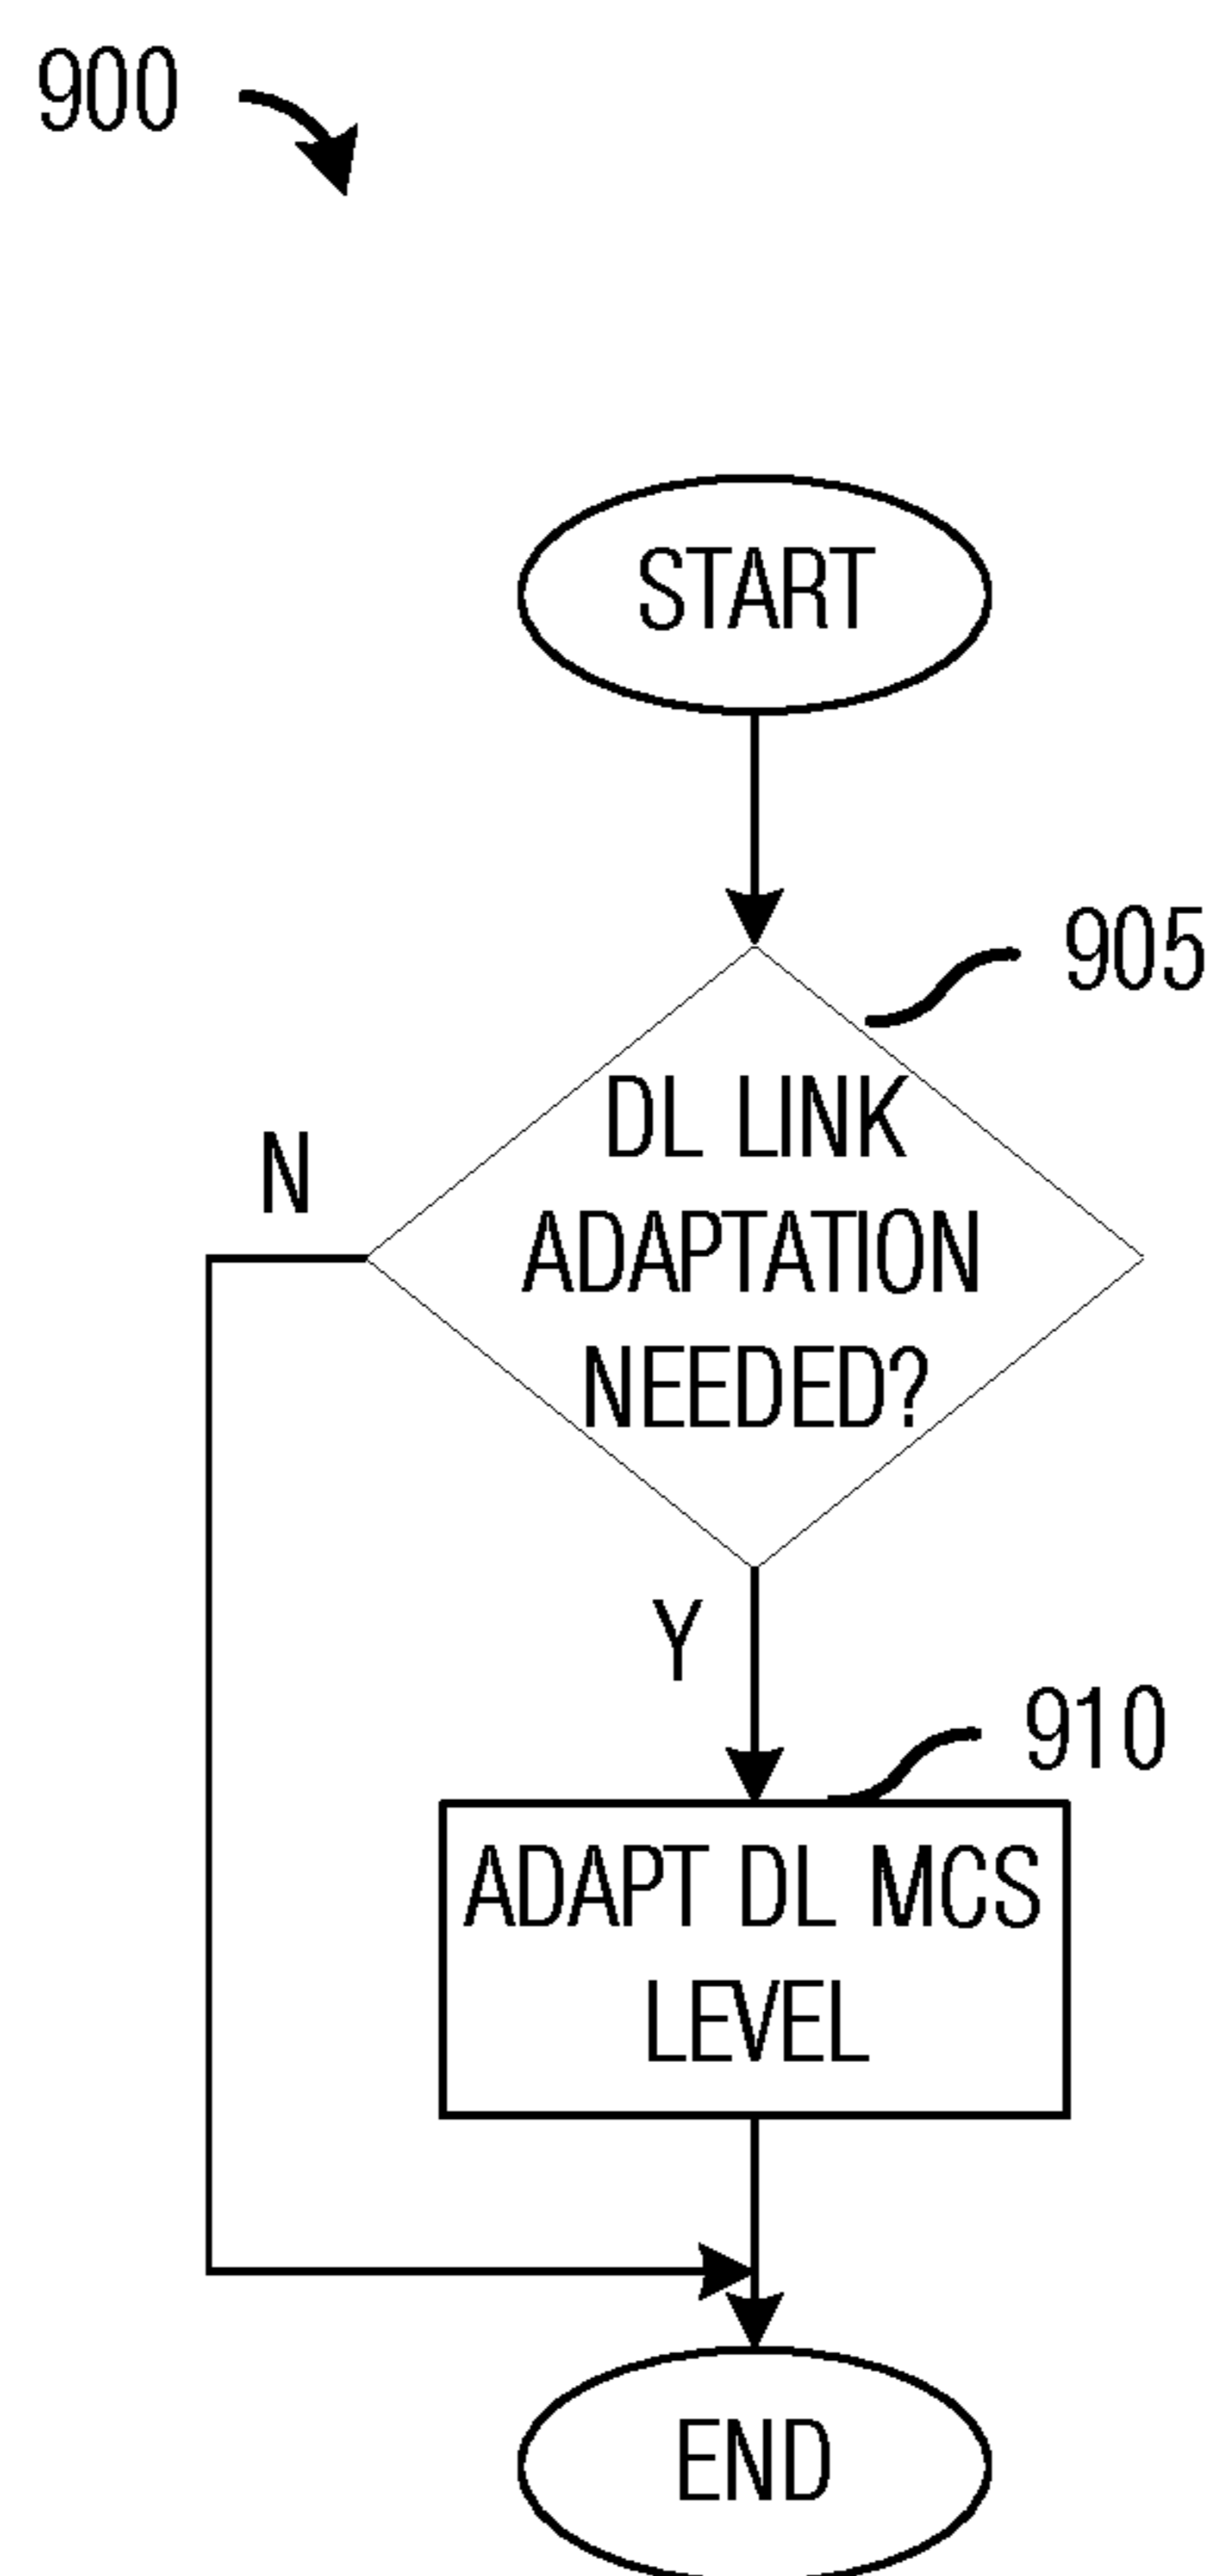 900
START
905
DL LINK
ADAPTATION
NEEDED?
N
Y
910
ADAPT DL MCS
LEVEL
END